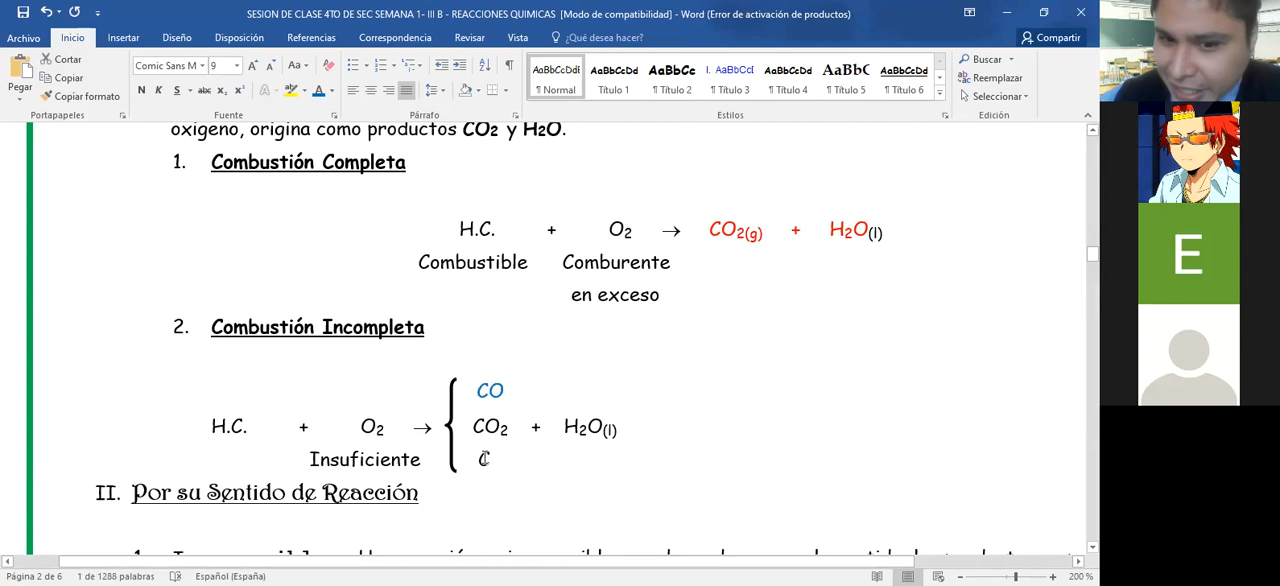 SESION DE CLASE 4TO DE SEC SEMANA 1- III B - REACCIONES QUIMICAS [Modo de compatibilidad] - Word (Error de activación de productos)
Archivo Inicio Insertar Diseño Disposición Referencias Correspondencia Revisar Vista ¿Qué desea hacer? Compartir
Pegar
Cortar
Copiar
Copiar formato
Comic Sans M 9
N K S abc x₂ x²
AaBbCcDdE AaBbCcDd AaBbCc I. AaBbCcI AaBbCcDd AaBbC AaBbCcDd
¶ Normal ¶ Título 1 ¶ Título 2 ¶ Título 3 ¶ Título 4 ¶ Título 5 ¶ Título 6
Buscar
Reemplazar
Seleccionar
Portapapeles Fuente Párrafo Estilos Edición
oxígeno, origina como productos CO₂ y H₂O.
1. Combustión Completa
H.C. + O₂ → CO₂(g) + H₂O(l)
Combustible Comburente
en exceso
2. Combustión Incompleta
CO
H.C. + O₂ → CO₂ + H₂O(l)
Insuficiente C
II. Por su Sentido de Reacción
E
Página 2 de 6 1 de 1288 palabras Español (España) 200 %